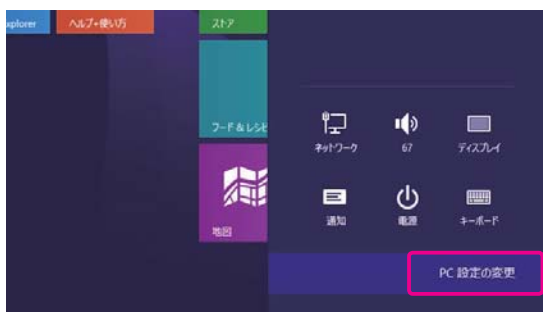 xplorer
ヘルプ+使い方
ストア
フード & レシピ
地図
ネットワーク
67
ディスプレイ
通知
電源
キーボード
PC 設定の変更